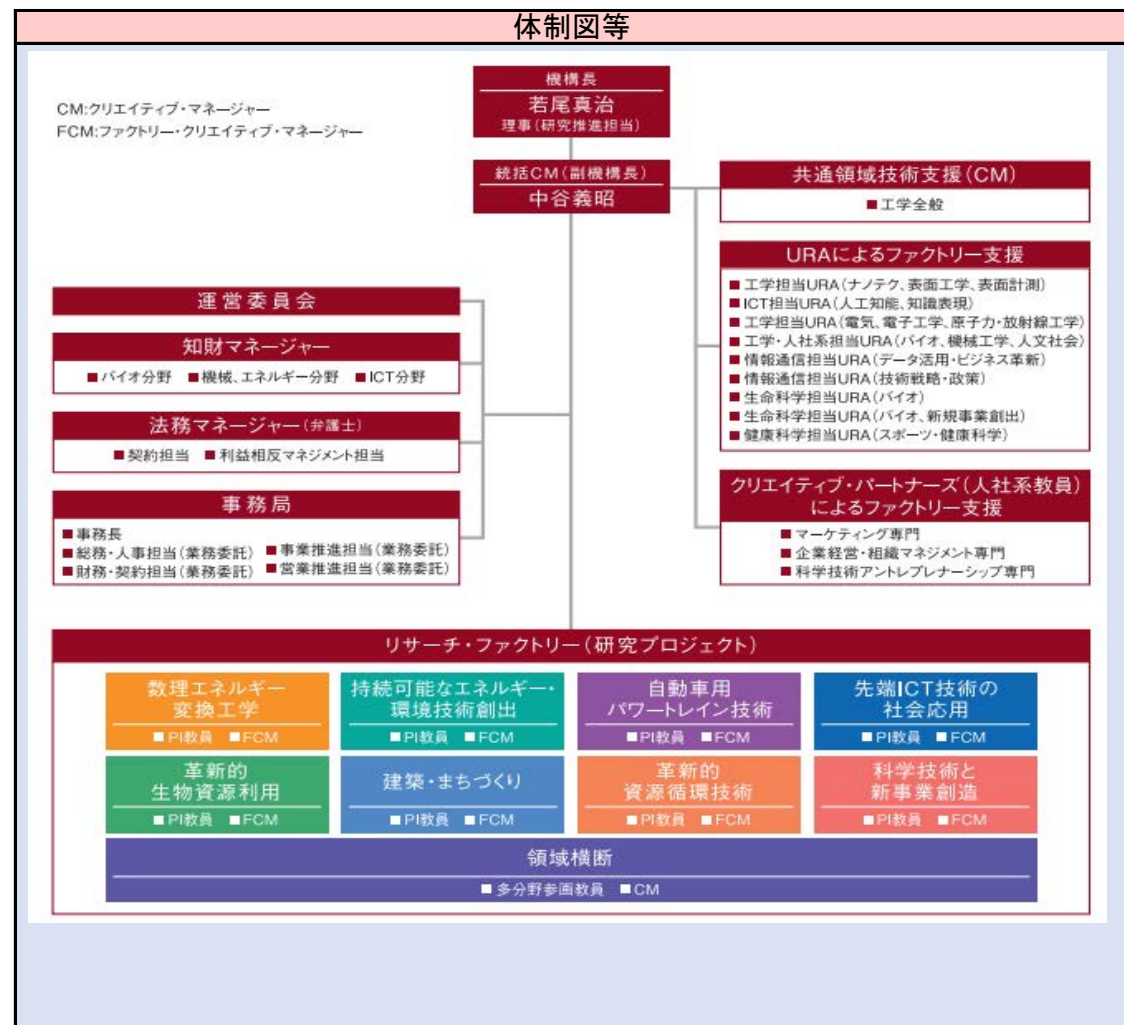 体制図等
CM:クリエイティブ・マネージャー
FCM:ファクトリー・クリエイティブ・マネージャー
機構長
若尾真治
理事(研究推進担当)
統括CM(副機構長)
中谷義昭
共通領域技術支援(CM)
■工学全般
URAによるファクトリー支援
■工学担当URA(ナノテク、表面工学、表面計測)
■ICT担当URA(人工知能、知識表現)
■工学担当URA(電気、電子工学、原子力・放射線工学)
■工学・人社系担当URA(バイオ、機械工学、人文社会)
■情報通信担当URA(データ活用・ビジネス革新)
■情報通信担当URA(技術戦略・政策)
■生命科学担当URA(バイオ)
■生命科学担当URA(バイオ、新規事業創出)
■健康科学担当URA(スポーツ・健康科学)
クリエイティブ・パートナーズ(人社系教員)
によるファクトリー支援
■マーケティング専門
■企業経営・組織マネジメント専門
■科学技術アントレプレナーシップ専門
運営委員会
知財マネージャー
■バイオ分野 ■機械、エネルギー分野 ■ICT分野
法務マネージャー(弁護士)
■契約担当 ■利益相反マネジメント担当
事務局
■事務長
■総務・人事担当(業務委託) ■事業推進担当(業務委託)
■財務・契約担当(業務委託) ■営業推進担当(業務委託)
リサーチ・ファクトリー(研究プロジェクト)
数理エネルギー
変換工学
■PI教員 ■FCM
持続可能なエネルギー・
環境技術創出
■PI教員 ■FCM
自動車用
パワートレイン技術
■PI教員 ■FCM
先端ICT技術の
社会応用
■PI教員 ■FCM
革新的
生物資源利用
■PI教員 ■FCM
建築・まちづくり
■PI教員 ■FCM
革新的
資源循環技術
■PI教員 ■FCM
科学技術と
新事業創造
■PI教員 ■FCM
領域横断
■多分野参画教員 ■CM